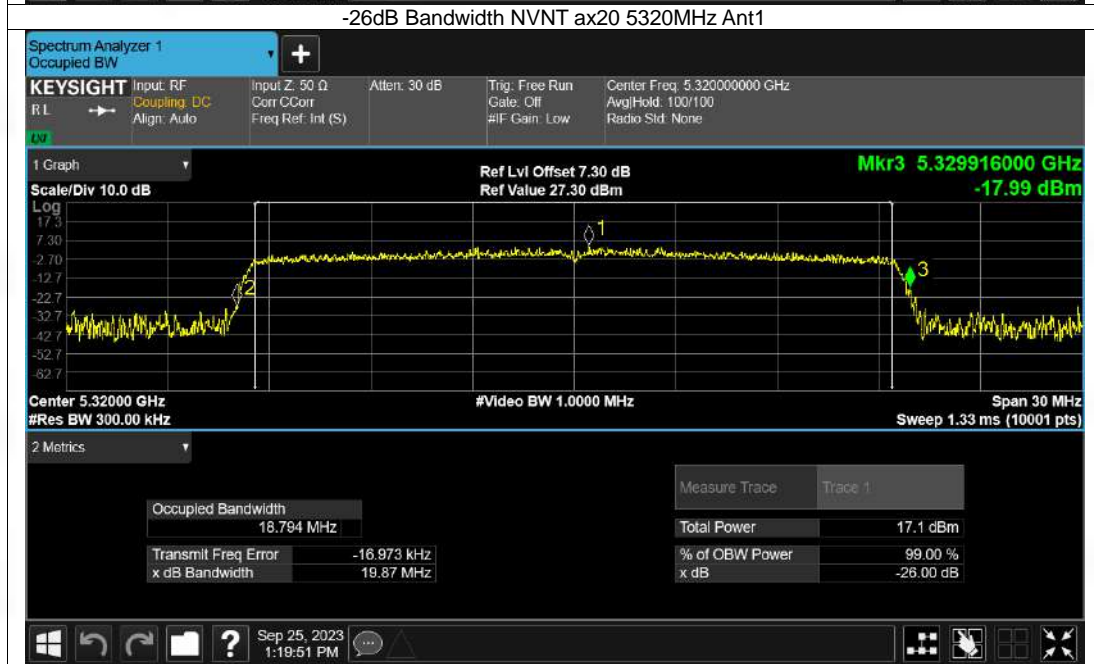 -26dB Bandwidth NVNT ax20 5320MHz Ant1
Spectrum Analyzer 1
Occupied BW
+
KEYSIGHT Input: RF Input Z: 50 Ω Atten: 30 dB Trig: Free Run Center Freq: 5.320000000 GHz
RL Coupling: DC Corr CCorr Gate: Off Avg|Hold: 100/100
Align: Auto Freq Ref: Int (S) #IF Gain: Low Radio Std: None
1 Graph
Ref Lvl Offset 7.30 dB
Mkr3 5.329916000 GHz
Scale/Div 10.0 dB Ref Value 27.30 dBm -17.99 dBm
Log
17.3
7.30
-2.70
-12.7
-22.7
-32.7
-42.7
-52.7
-62.7
1
2
3
Center 5.32000 GHz #Video BW 1.0000 MHz Span 30 MHz
#Res BW 300.00 kHz Sweep 1.33 ms (10001 pts)
2 Metrics
Measure Trace Trace 1
Occupied Bandwidth
18.794 MHz
Total Power 17.1 dBm
Transmit Freq Error -16.973 kHz % of OBW Power 99.00 %
x dB Bandwidth 19.87 MHz x dB -26.00 dB
? Sep 25, 2023
1:19:51 PM